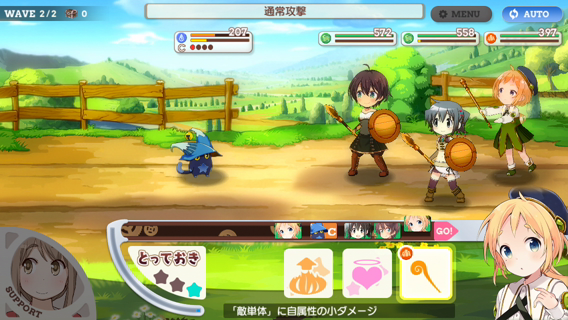 WAVE 2/2 0
通常攻撃
MENU
AUTO
207
C
572
558
397
C
GO!
とっておき
SUPPORT
「敵単体」に自属性の小ダメージ